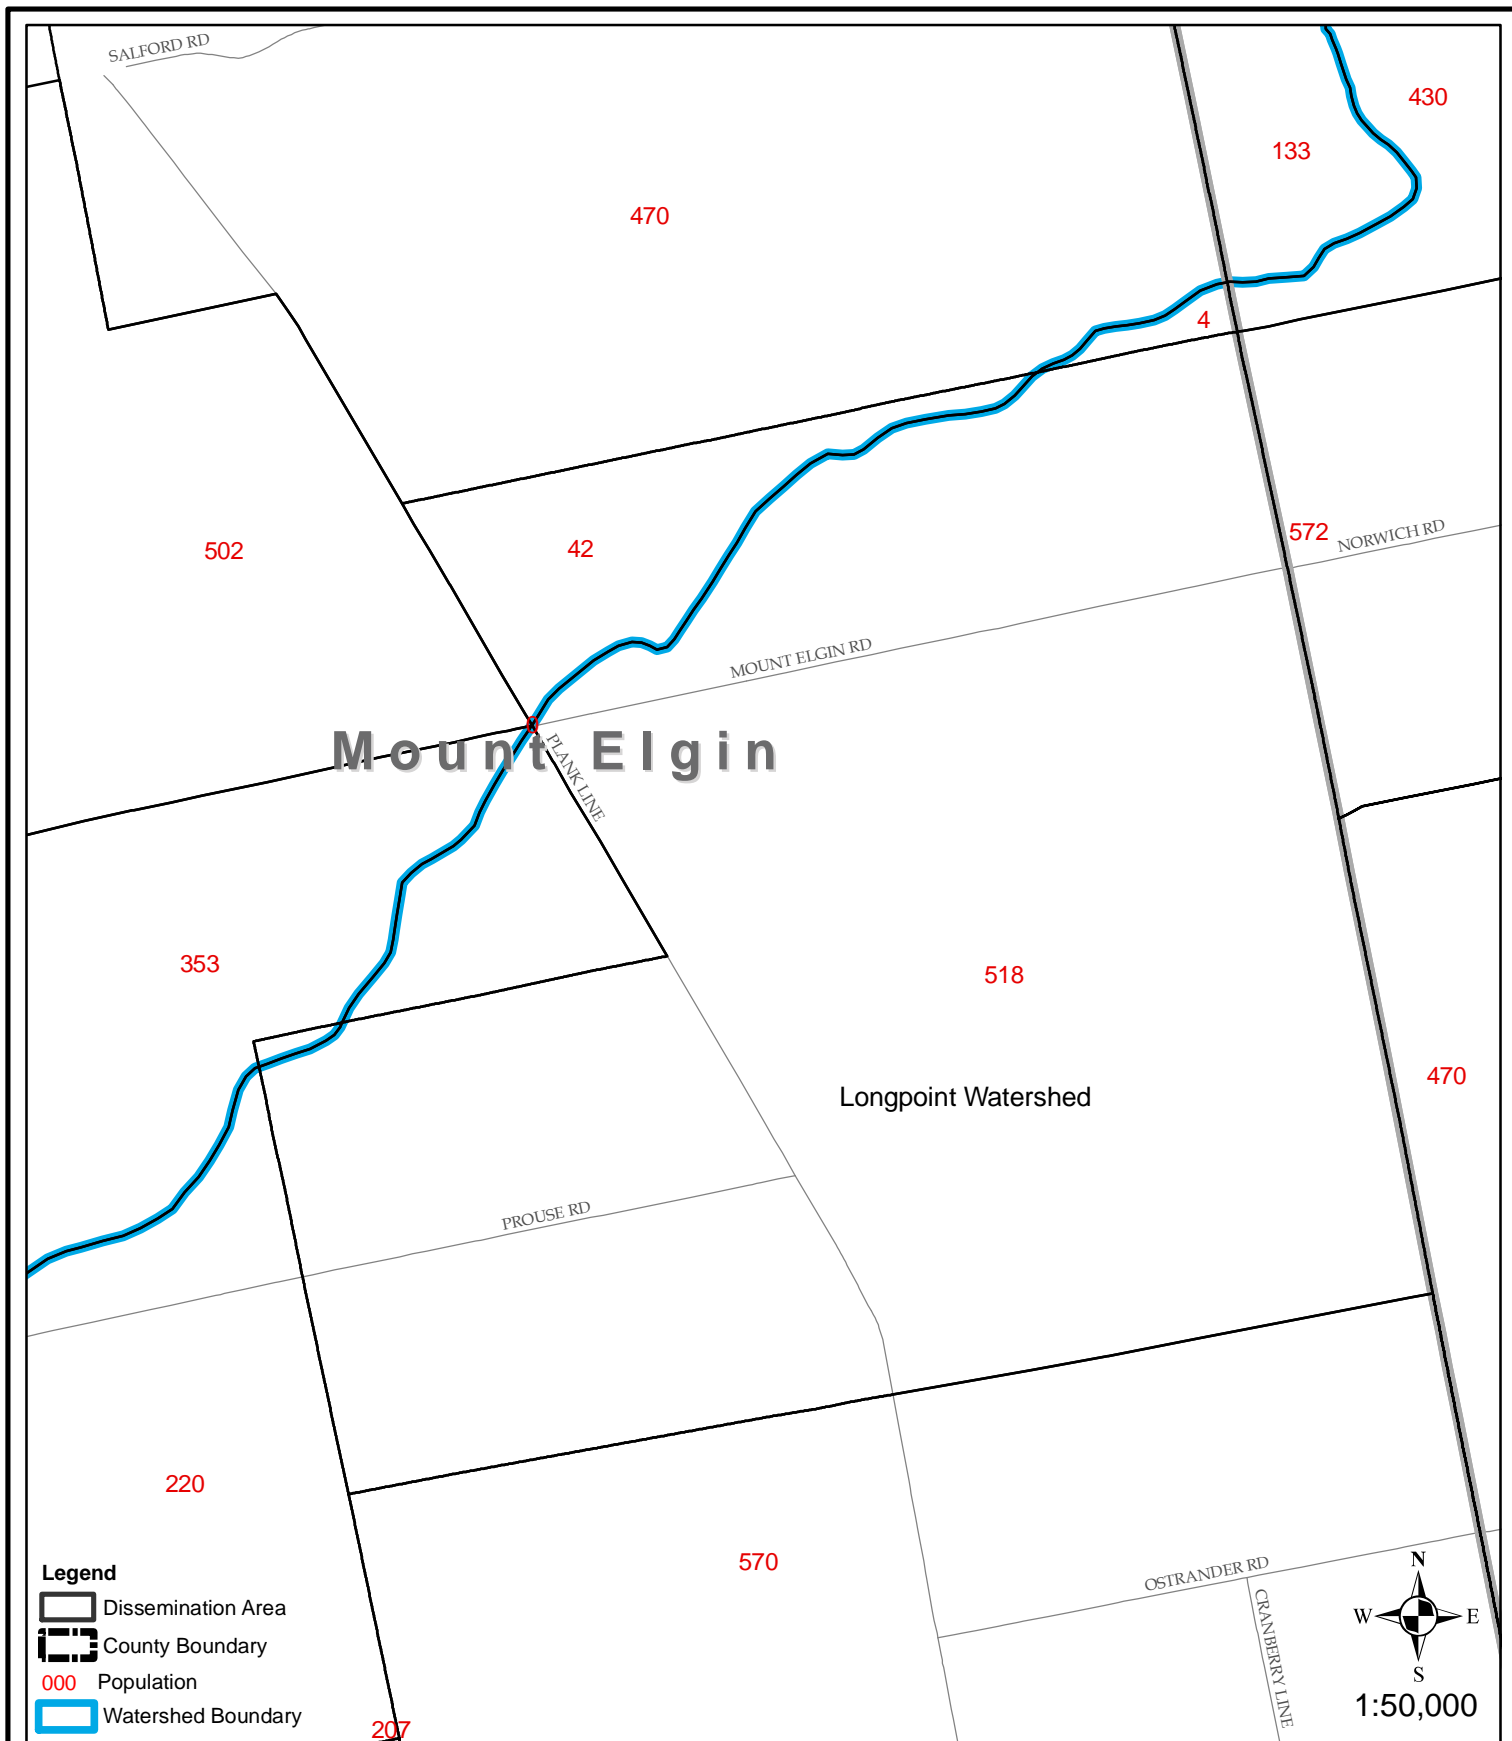 SALFORD RD
430
133
470
4
502
42
572
NORWICH RD
MOUNT ELGIN RD
0
Mount Elgin
PLANK LINE
353
518
470
Longpoint Watershed
PROUSE RD
220
570
OSTRANDER RD
CRANBERRY LINE
N
W E
S
1:50,000
Legend
Dissemination Area
County Boundary
000 Population
Watershed Boundary
207